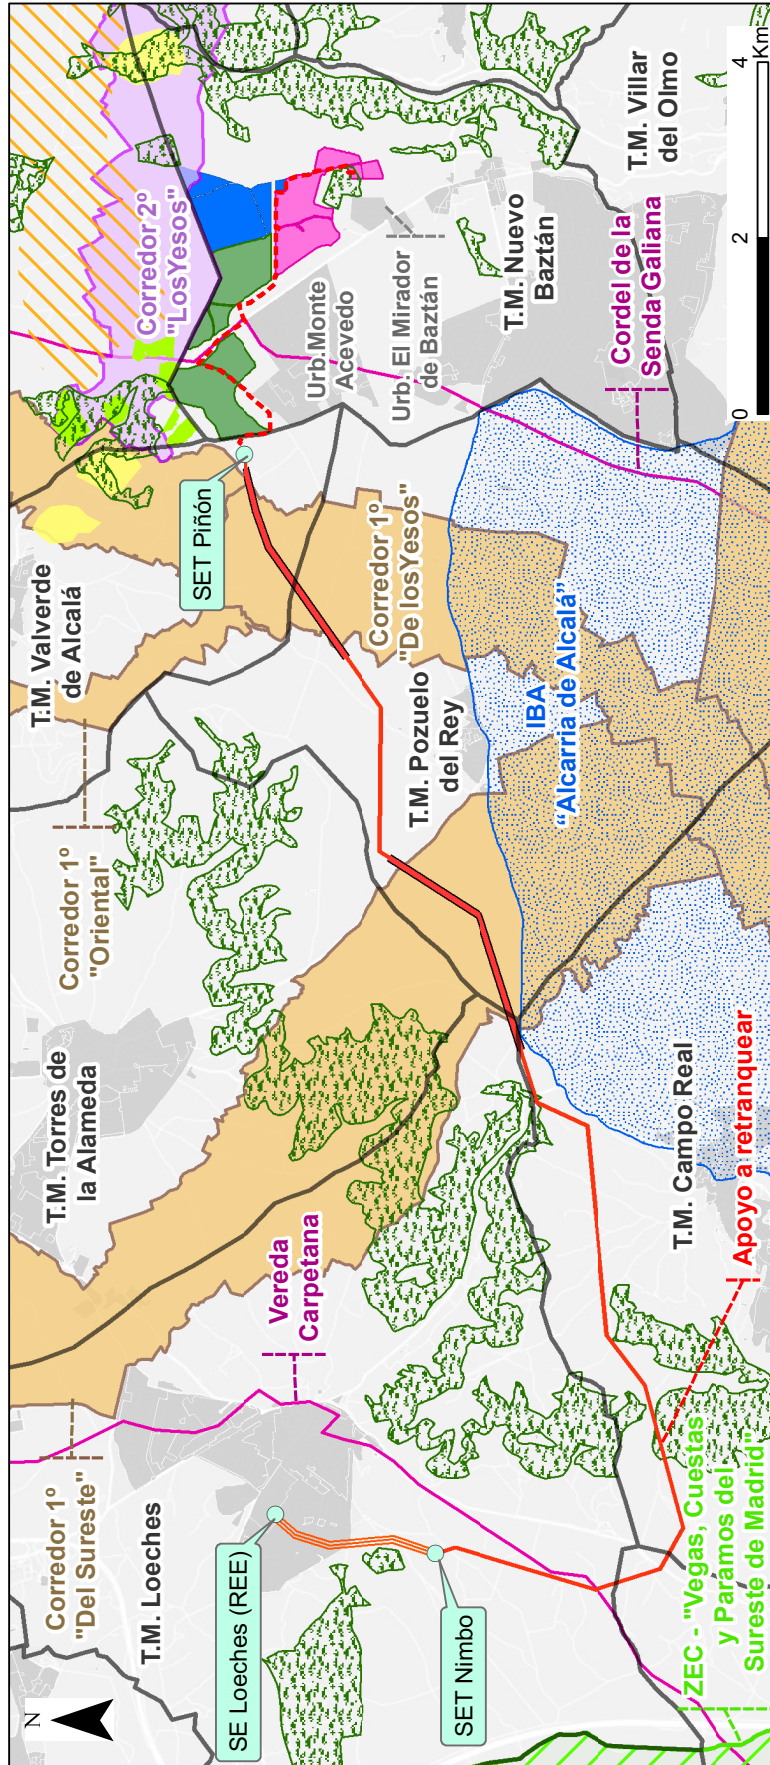 N
Corredor 1º
"Del Sureste"
T.M. Loeches
SE Loeches (REE)
SET Nimbo
Vereda
Carpetana
T.M. Torres de
la Alameda
Corredor 1º
"Oriental"
T.M. Valverde
de Alcalá
SET Piñón
Corredor 2º
"LosYesos"
Urb.Monte
Acevedo
Urb. El Mirador
de Baztán
T.M. Nuevo
Baztán
T.M. Villar
del Olmo
Cordel de la
Senda Galiana
Corredor 1º
"De losYesos"
T.M. Pozuelo
del Rey
IBA
“Alcarria de Alcalá”
T.M. Campo Real
Apoyo a retranquear
ZEC - "Vegas, Cuestas
y Parámos del
Sureste de Madrid"
0 2 4
Km